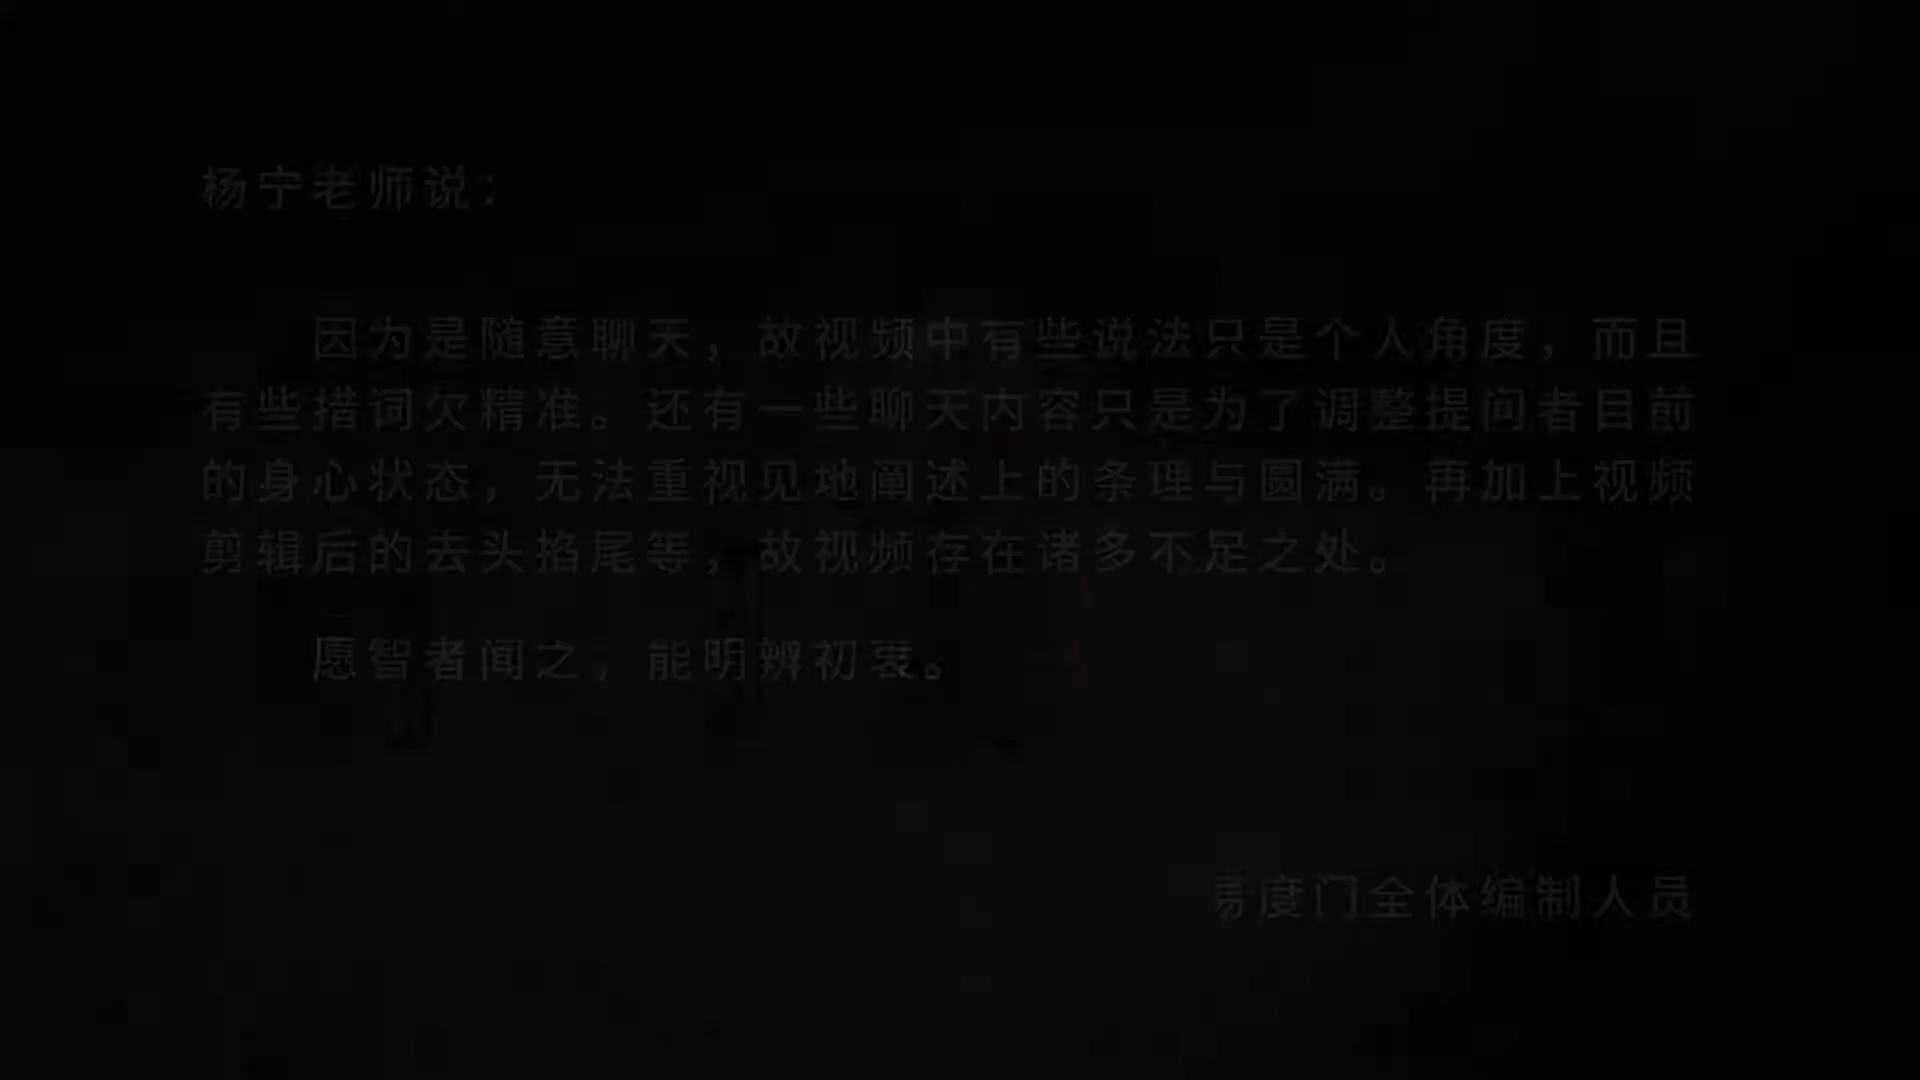 杨宁老师说：
因为是随意聊天，故视频中有些说法只是个人角度，而且
有些措词欠精准。还有一些聊天内容只是为了调整提问者目前
的身心状态，无法重视见地阐述上的条理与圆满。再加上视频
剪辑后的去头掐尾等，故视频存在诸多不足之处。
愿智者闻之，能明辨初衷。
易度门全体编制人员